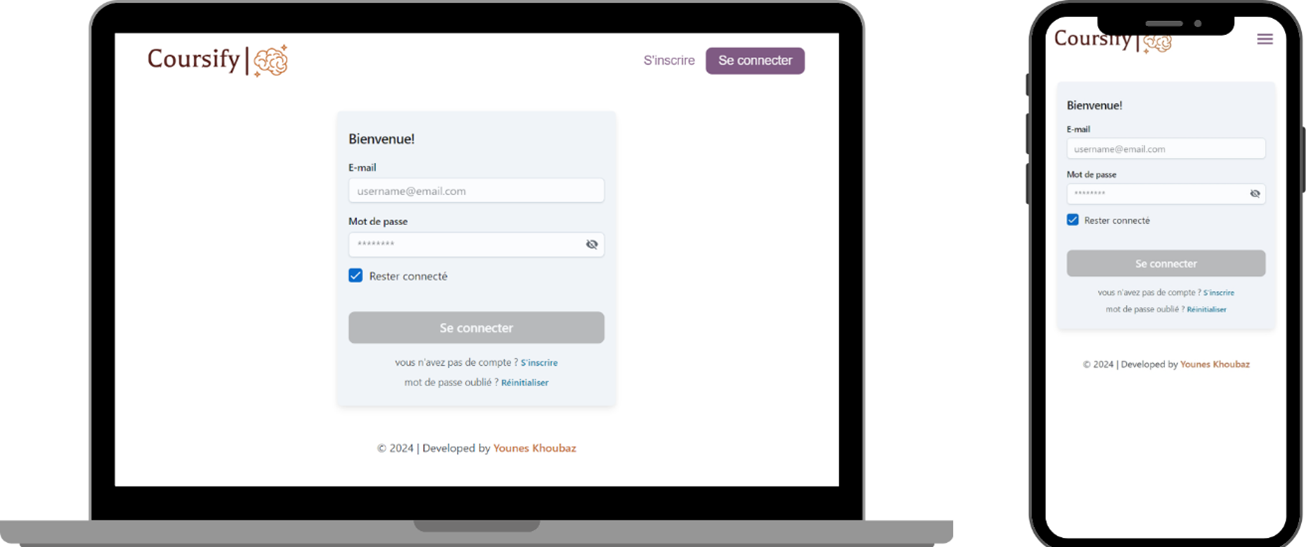 Coursify
S'inscrire Se connecter
Bienvenue!
E-mail
username@email.com
Mot de passe
********
Rester connecté
Se connecter
vous n'avez pas de compte ? S'inscrire
mot de passe oublié ? Réinitialiser
© 2024 | Developed by Younes Khoubaz
Coursify
Bienvenue!
E-mail
username@email.com
Mot de passe
********
Rester connecté
Se connecter
vous n'avez pas de compte ? S'inscrire
mot de passe oublié ? Réinitialiser
© 2024 | Developed by Younes Khoubaz